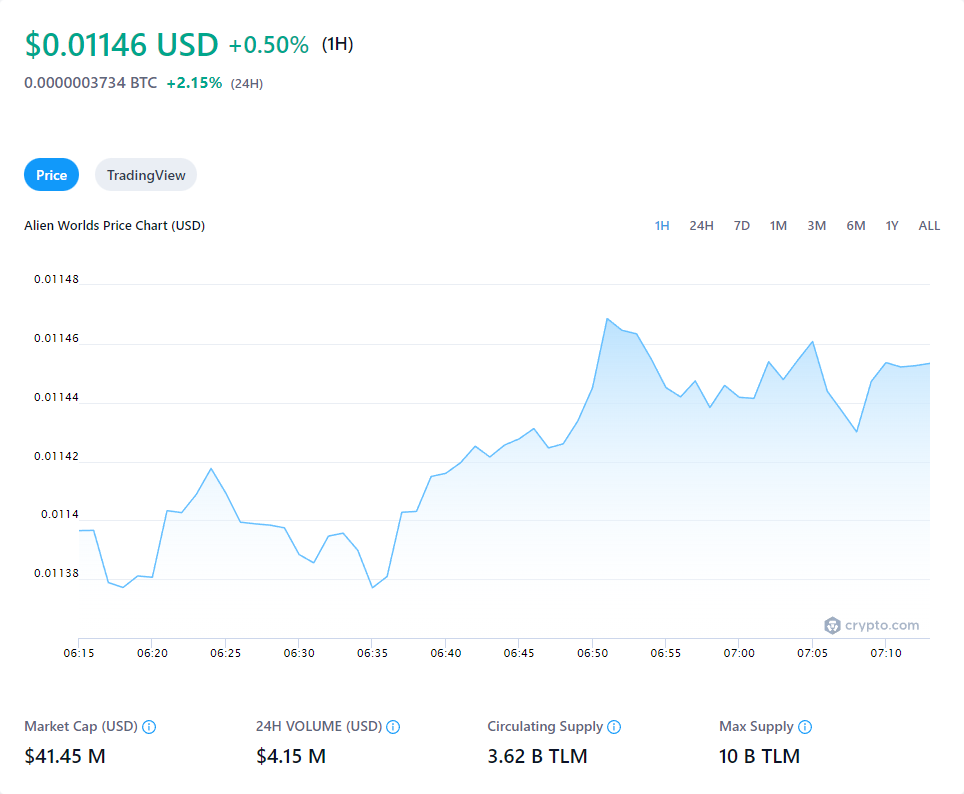 $0.01146 USD +0.50% (1H)
0.0000003734 BTC +2.15% (24H)
Price TradingView
Alien Worlds Price Chart (USD) 1H 24H 7D 1M 3M 6M 1Y ALL
0.01148
0.01146
0.01144
0.01142
0.0114
0.01138
crypto.com
06:15 06:20 06:25 06:30 06:35 06:40 06:45 06:50 06:55 07:00 07:05 07:10
Market Cap (USD) 24H VOLUME (USD) Circulating Supply Max Supply
$41.45 M $4.15 M 3.62 B TLM 10 B TLM